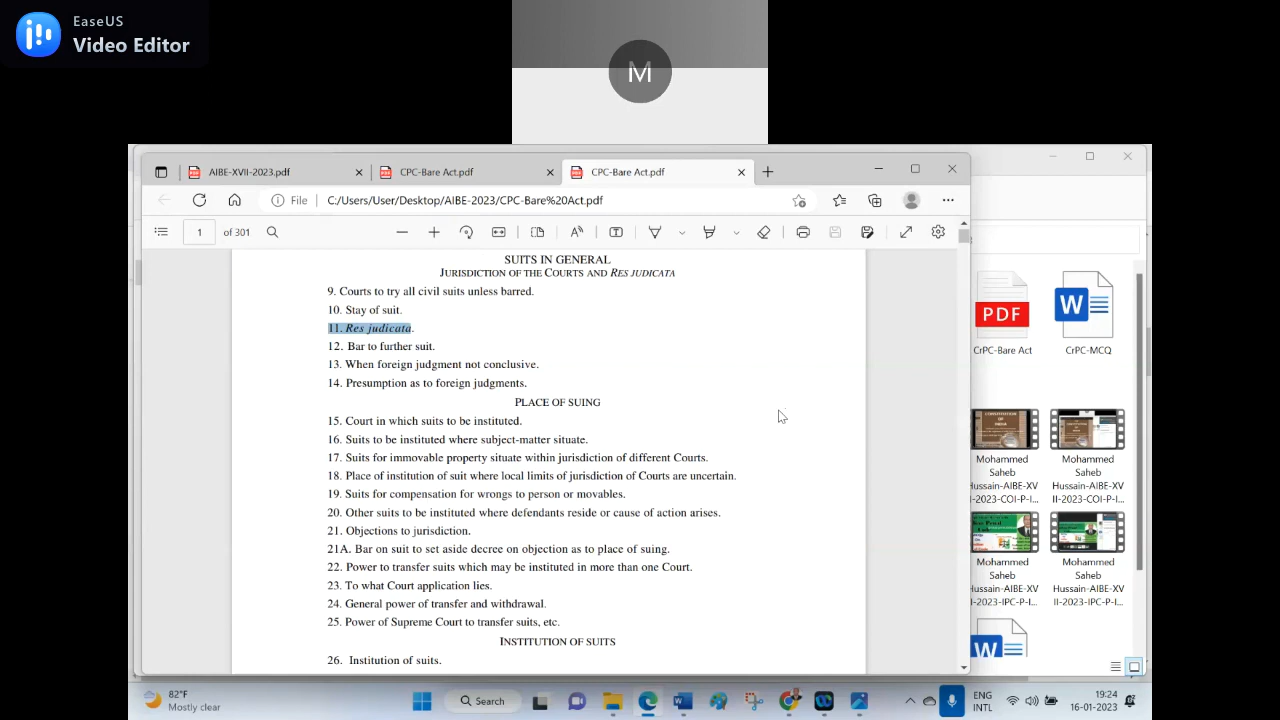 EaseUS
Video Editor
M
AIBE-XVII-2023.pdf
CPC-Bare Act.pdf
CPC-Bare Act.pdf
File
C:/Users/User/Desktop/AIBE-2023/CPC-Bare%20Act.pdf
1 of 301
SUITS IN GENERAL
JURISDICTION OF THE COURTS AND RES JUDICATA
9. Courts to try all civil suits unless barred.
10. Stay of suit.
11. Res judicata.
12. Bar to further suit.
13. When foreign judgment not conclusive.
14. Presumption as to foreign judgments.
PLACE OF SUING
15. Court in which suits to be instituted.
16. Suits to be instituted where subject-matter situate.
17. Suits for immovable property situate within jurisdiction of different Courts.
18. Place of institution of suit where local limits of jurisdiction of Courts are uncertain.
19. Suits for compensation for wrongs to person or movables.
20. Other suits to be instituted where defendants reside or cause of action arises.
21. Objections to jurisdiction.
21A. Bar on suit to set aside decree on objection as to place of suing.
22. Power to transfer suits which may be instituted in more than one Court.
23. To what Court application lies.
24. General power of transfer and withdrawal.
25. Power of Supreme Court to transfer suits, etc.
INSTITUTION OF SUITS
26. Institution of suits.
PDF
CrPC-Bare Act
CrPC-MCQ
Mohammed
Saheb
Hussain-AIBE-XV
II-2023-COI-P-I...
Mohammed
Saheb
Hussain-AIBE-XV
II-2023-COI-P-I...
Mohammed
Saheb
Hussain-AIBE-XV
II-2023-IPC-P-I...
Mohammed
Saheb
Hussain-AIBE-XV
II-2023-IPC-P-I...
82°F
Mostly clear
Search
ENG
INTL
19:24
16-01-2023